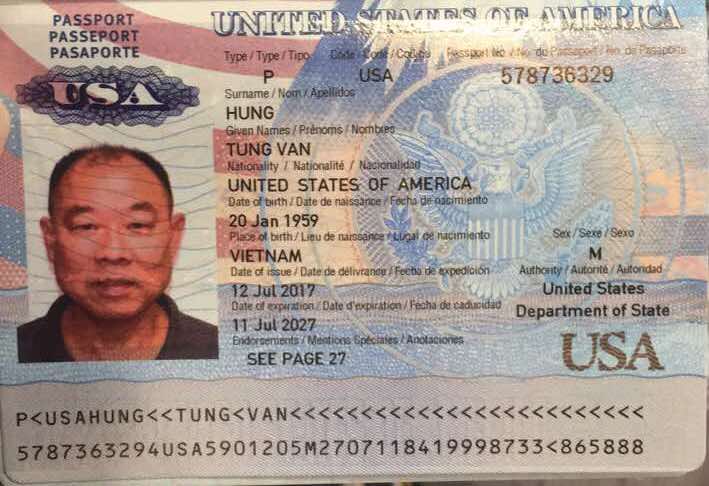 PASSPORT
PASSEPORT
PASAPORTE
USA
UNITED STATES OF AMERICA
Type / Type / Tipo Code / Code / Codigo Passport No / No. du Passeport / No. de Pasaporte
P USA 578736329
Surname / Nom / Apellidos
HUNG
Given Names / Prénoms / Nombres
TUNG VAN
Nationality / Nationalité / Nacionalidad
UNITED STATES OF AMERICA
Date of birth / Date de naissance / Fecha de nacimiento
20 Jan 1959
Place of birth / Lieu de naissance / Lugar de nacimiento Sex / Sexe / Sexo
VIETNAM M
Date of issue / Date de délivrance / Fecha de expedición Authority / Autorité / Autoridad
12 Jul 2017 United States
Date of expiration / Date d'expiration / Fecha de caducidad Department of State
11 Jul 2027
Endorsements / Mentions Spéciales / Anotaciones
SEE PAGE 27
USA
P<USAHUNG<<TUNG<VAN<<<<<<<<<<<<<<<<<<<<<<<<<
5787363294USA5901205M2707118419998733<865888